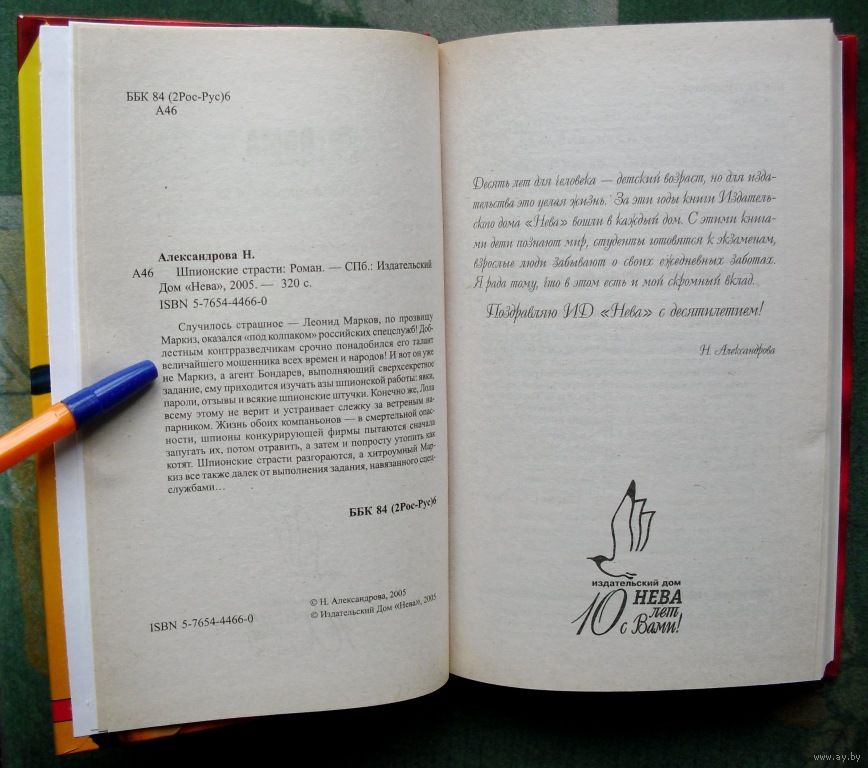 ББК 84 (2Рос-Рус)6
А46
Александрова Н.
А46 Шпионские страсти: Роман. — СПб.: Издательский
Дом «Нева», 2005. — 320 с.
ISBN 5-7654-4466-0
Случилось страшное — Леонид Марков, по прозвищу
Маркиз, оказался «под колпаком» российских спецслужб! Доб-
лестным контрразведчикам срочно понадобился его талант
величайшего мошенника всех времен и народов! И вот он уже
не Маркиз, а агент Бондарев, выполняющий сверхсекретное
задание, ему приходится изучать азы шпионской работы: явки,
пароли, отзывы и всякие шпионские штучки. Конечно же, Лола
всему этому не верит и устраивает слежку за ветреным на-
парником. Жизнь обоих компаньонов — в смертельной опас-
ности, шпионы конкурирующей фирмы пытаются сначала
запугать их, потом отравить, а затем и попросту утопить как
котят. Шпионские страсти разгораются, а хитроумный Мар-
киз все также далек от выполнения задания, навязанного спец-
службами...
ББК 84 (2Рос-Рус)6
© Н. Александрова, 2005
© Издательский Дом «Нева», 2005
ISBN 5-7654-4466-0
Десять лет для человека — детский возраст, но для изда-
тельства это целая жизнь. За эти годы книги Издатель-
ского дома «Нева» вошли в каждый дом. С этими книга-
ми дети познают мир, студенты готовятся к экзаменам,
взрослые люди забывают о своих ежедневных заботах.
Я рада тому, что в этом есть и мой скромный вклад.
Поздравляю ИД «Нева» с десятилетием!
Н. Александрова
издательский дом
НЕВА
10 лет
с Вами!
www.ay.by